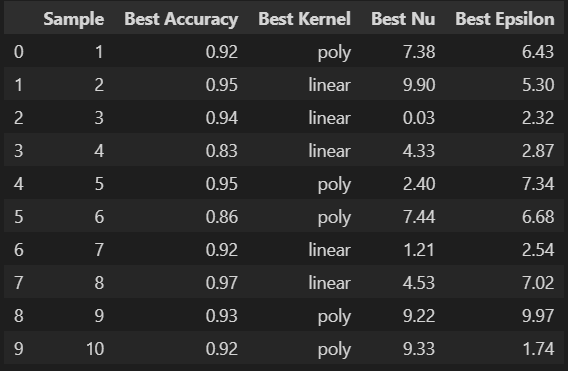 Sample Best Accuracy Best Kernel Best Nu Best Epsilon
0 1 0.92 poly 7.38 6.43
1 2 0.95 linear 9.90 5.30
2 3 0.94 linear 0.03 2.32
3 4 0.83 linear 4.33 2.87
4 5 0.95 poly 2.40 7.34
5 6 0.86 poly 7.44 6.68
6 7 0.92 linear 1.21 2.54
7 8 0.97 linear 4.53 7.02
8 9 0.93 poly 9.22 9.97
9 10 0.92 poly 9.33 1.74